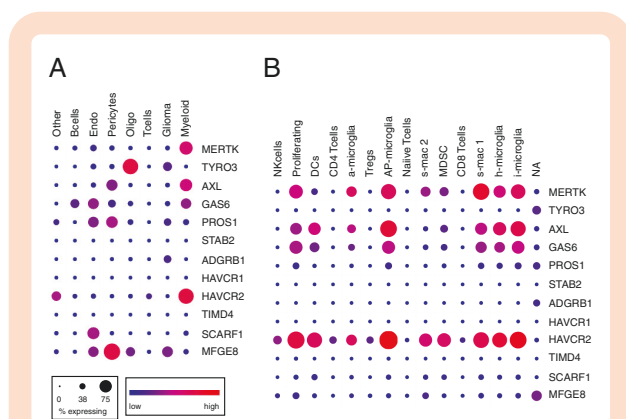 A
B
Other
Bcells
Endo
Pericytes
Oligo
Tcells
Glioma
Myeloid
MERTK
TYRO3
AXL
GAS6
PROS1
STAB2
ADGRB1
HAVCR1
HAVCR2
TIMD4
SCARF1
MFGE8
0 38 75
% expressing
low high
NKcells
Proliferating
DCs
CD4 Tcells
a-microglia
Tregs
AP-microglia
Naiive Tcells
s-mac 2
MDSC
CD8 Tcells
s-mac 1
h-microglia
i-microglia
NA
MERTK
TYRO3
AXL
GAS6
PROS1
STAB2
ADGRB1
HAVCR1
HAVCR2
TIMD4
SCARF1
MFGE8